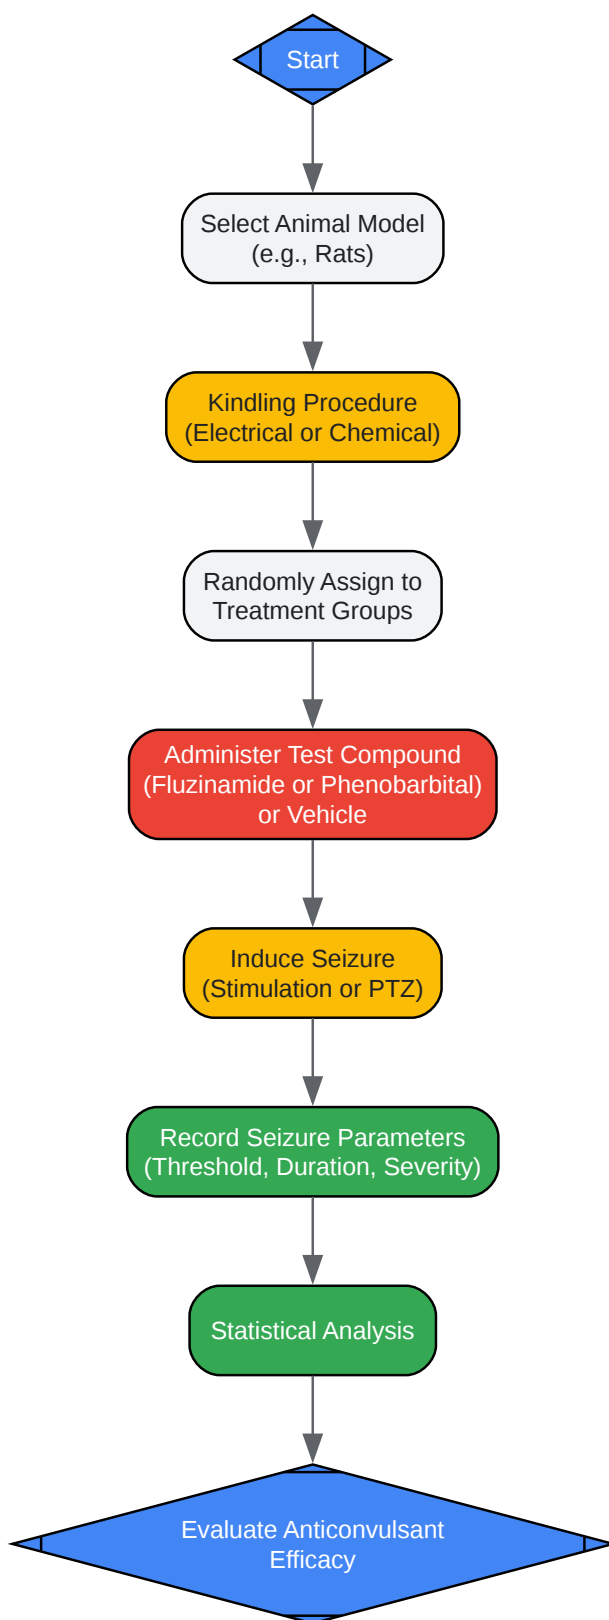 Start
Select Animal Model
(e.g., Rats)
Kindling Procedure
(Electrical or Chemical)
Randomly Assign to
Treatment Groups
Administer Test Compound
(Fluzinamide or Phenobarbital)
or Vehicle
Induce Seizure
(Stimulation or PTZ)
Record Seizure Parameters
(Threshold, Duration, Severity)
Statistical Analysis
Evaluate Anticonvulsant
Efficacy